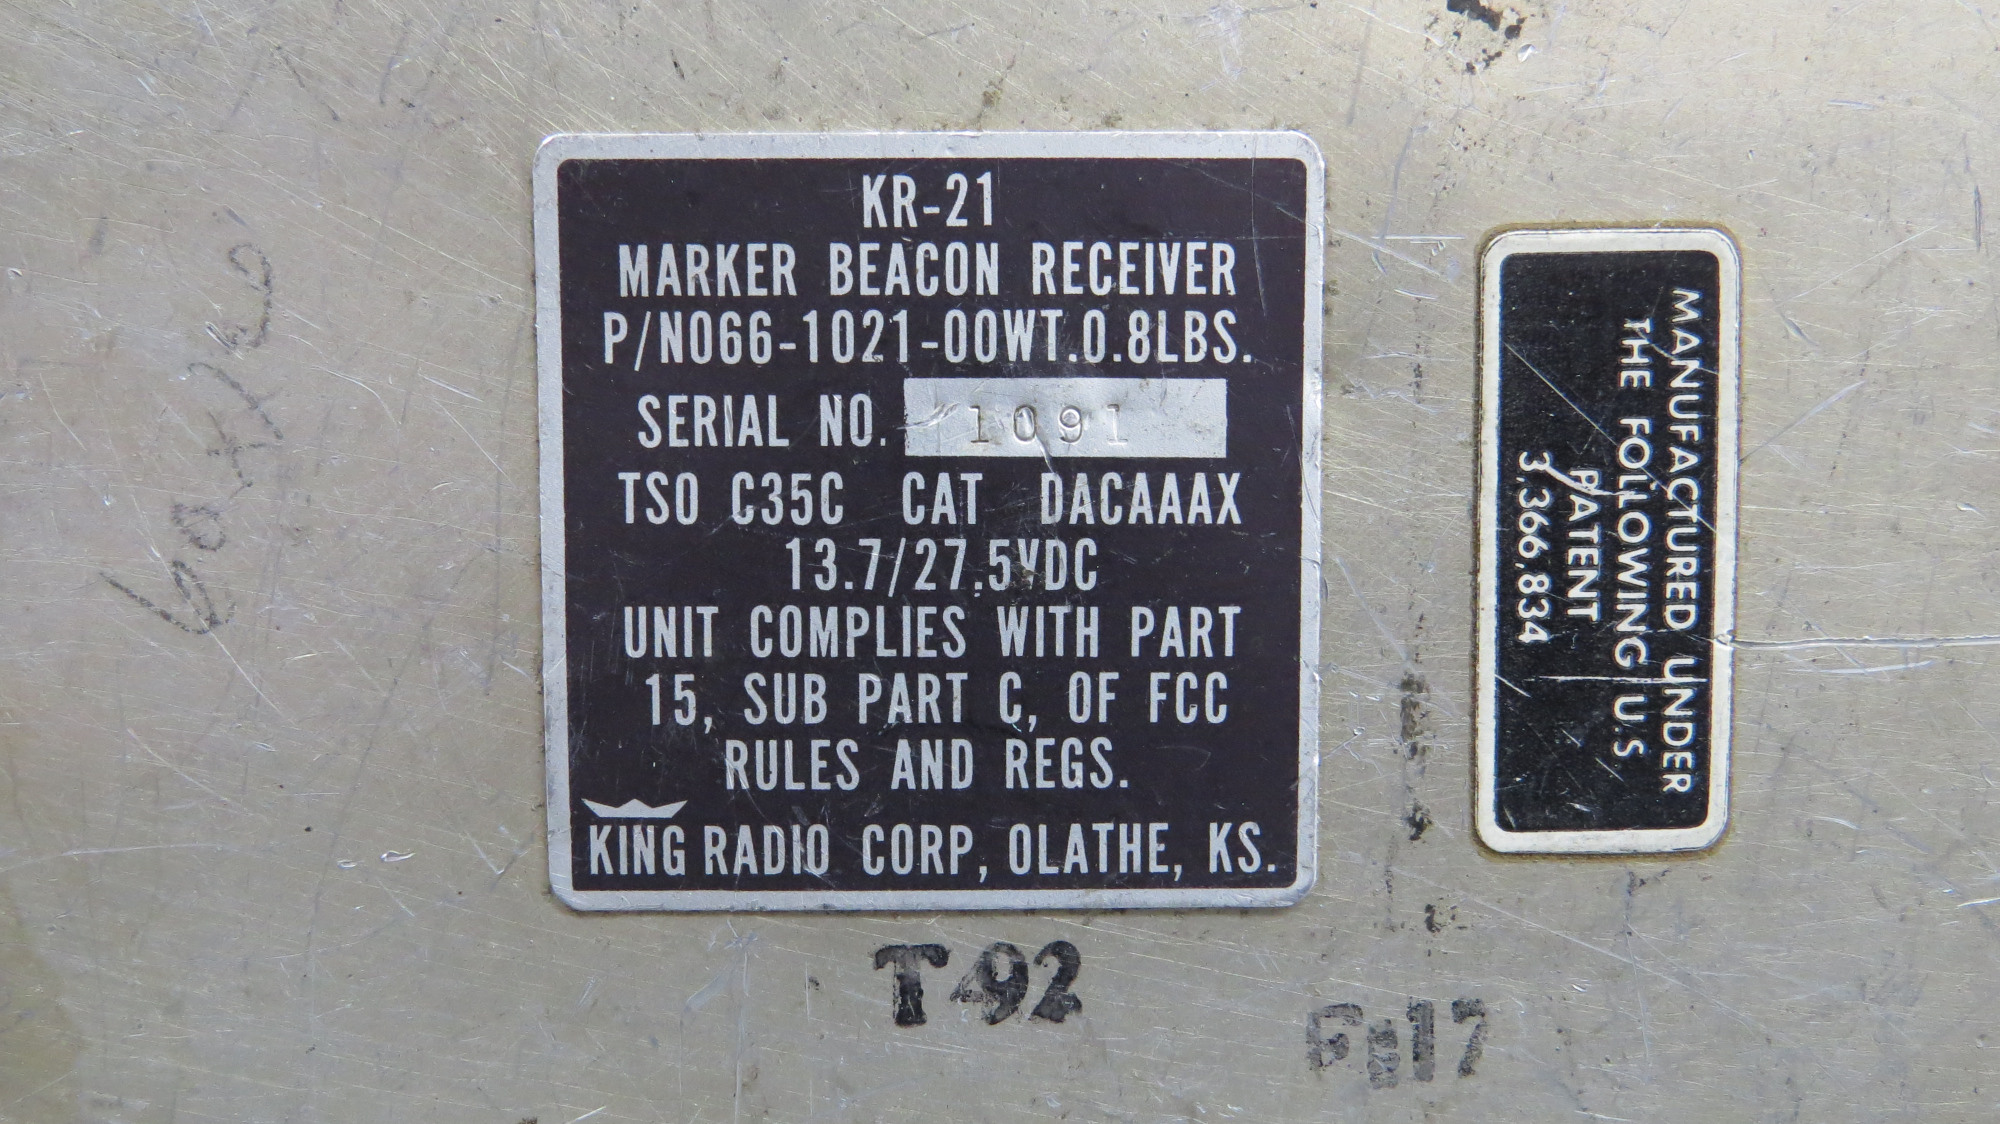 KR-21
MARKER BEACON RECEIVER
P/N066-1021-00WT.0.8LBS.
SERIAL NO. 1091
TSO C35C CAT DACAAAX
13.7/27.5VDC
UNIT COMPLIES WITH PART
15, SUB PART C, OF FCC
RULES AND REGS.
KING RADIO CORP, OLATHE, KS.
MANUFACTURED UNDER
THE FOLLOWING U.S
PATENT
3,366,834
T-92